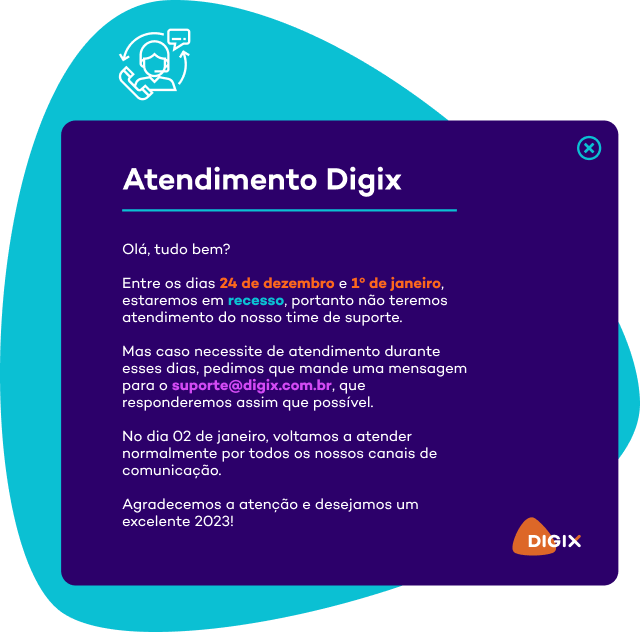 Atendimento Digix
Olá, tudo bem?
Entre os dias 24 de dezembro e 1º de janeiro,
estaremos em recesso, portanto não teremos
atendimento do nosso time de suporte.
Mas caso necessite de atendimento durante
esses dias, pedimos que mande uma mensagem
para o suporte@digix.com.br, que
responderemos assim que possível.
No dia 02 de janeiro, voltamos a atender
normalmente por todos os nossos canais de
comunicação.
Agradecemos a atenção e desejamos um
excelente 2023!
DIGIX